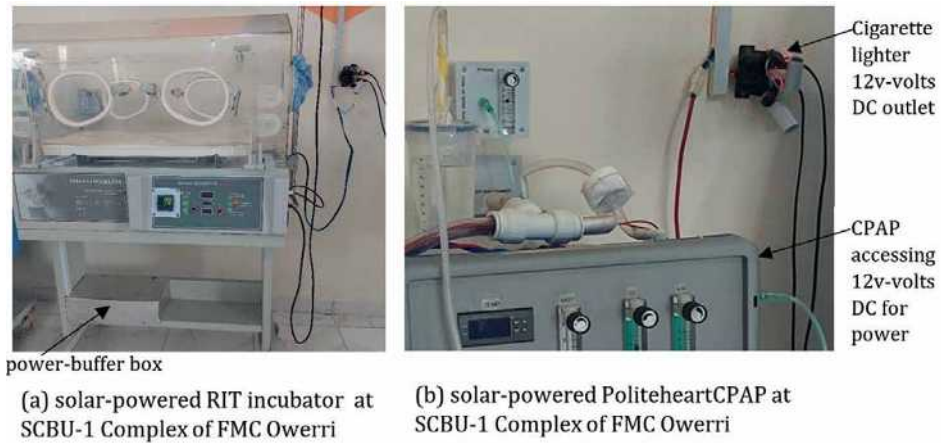 Cigarette
lighter
12v-volts
DC outlet
CPAP
accessing
12v-volts
DC for
power
power-buffer box
(a) solar-powered RIT incubator at
SCBU-1 Complex of FMC Owerri
(b) solar-powered PoliteheartCPAP at
SCBU-1 Complex of FMC Owerri